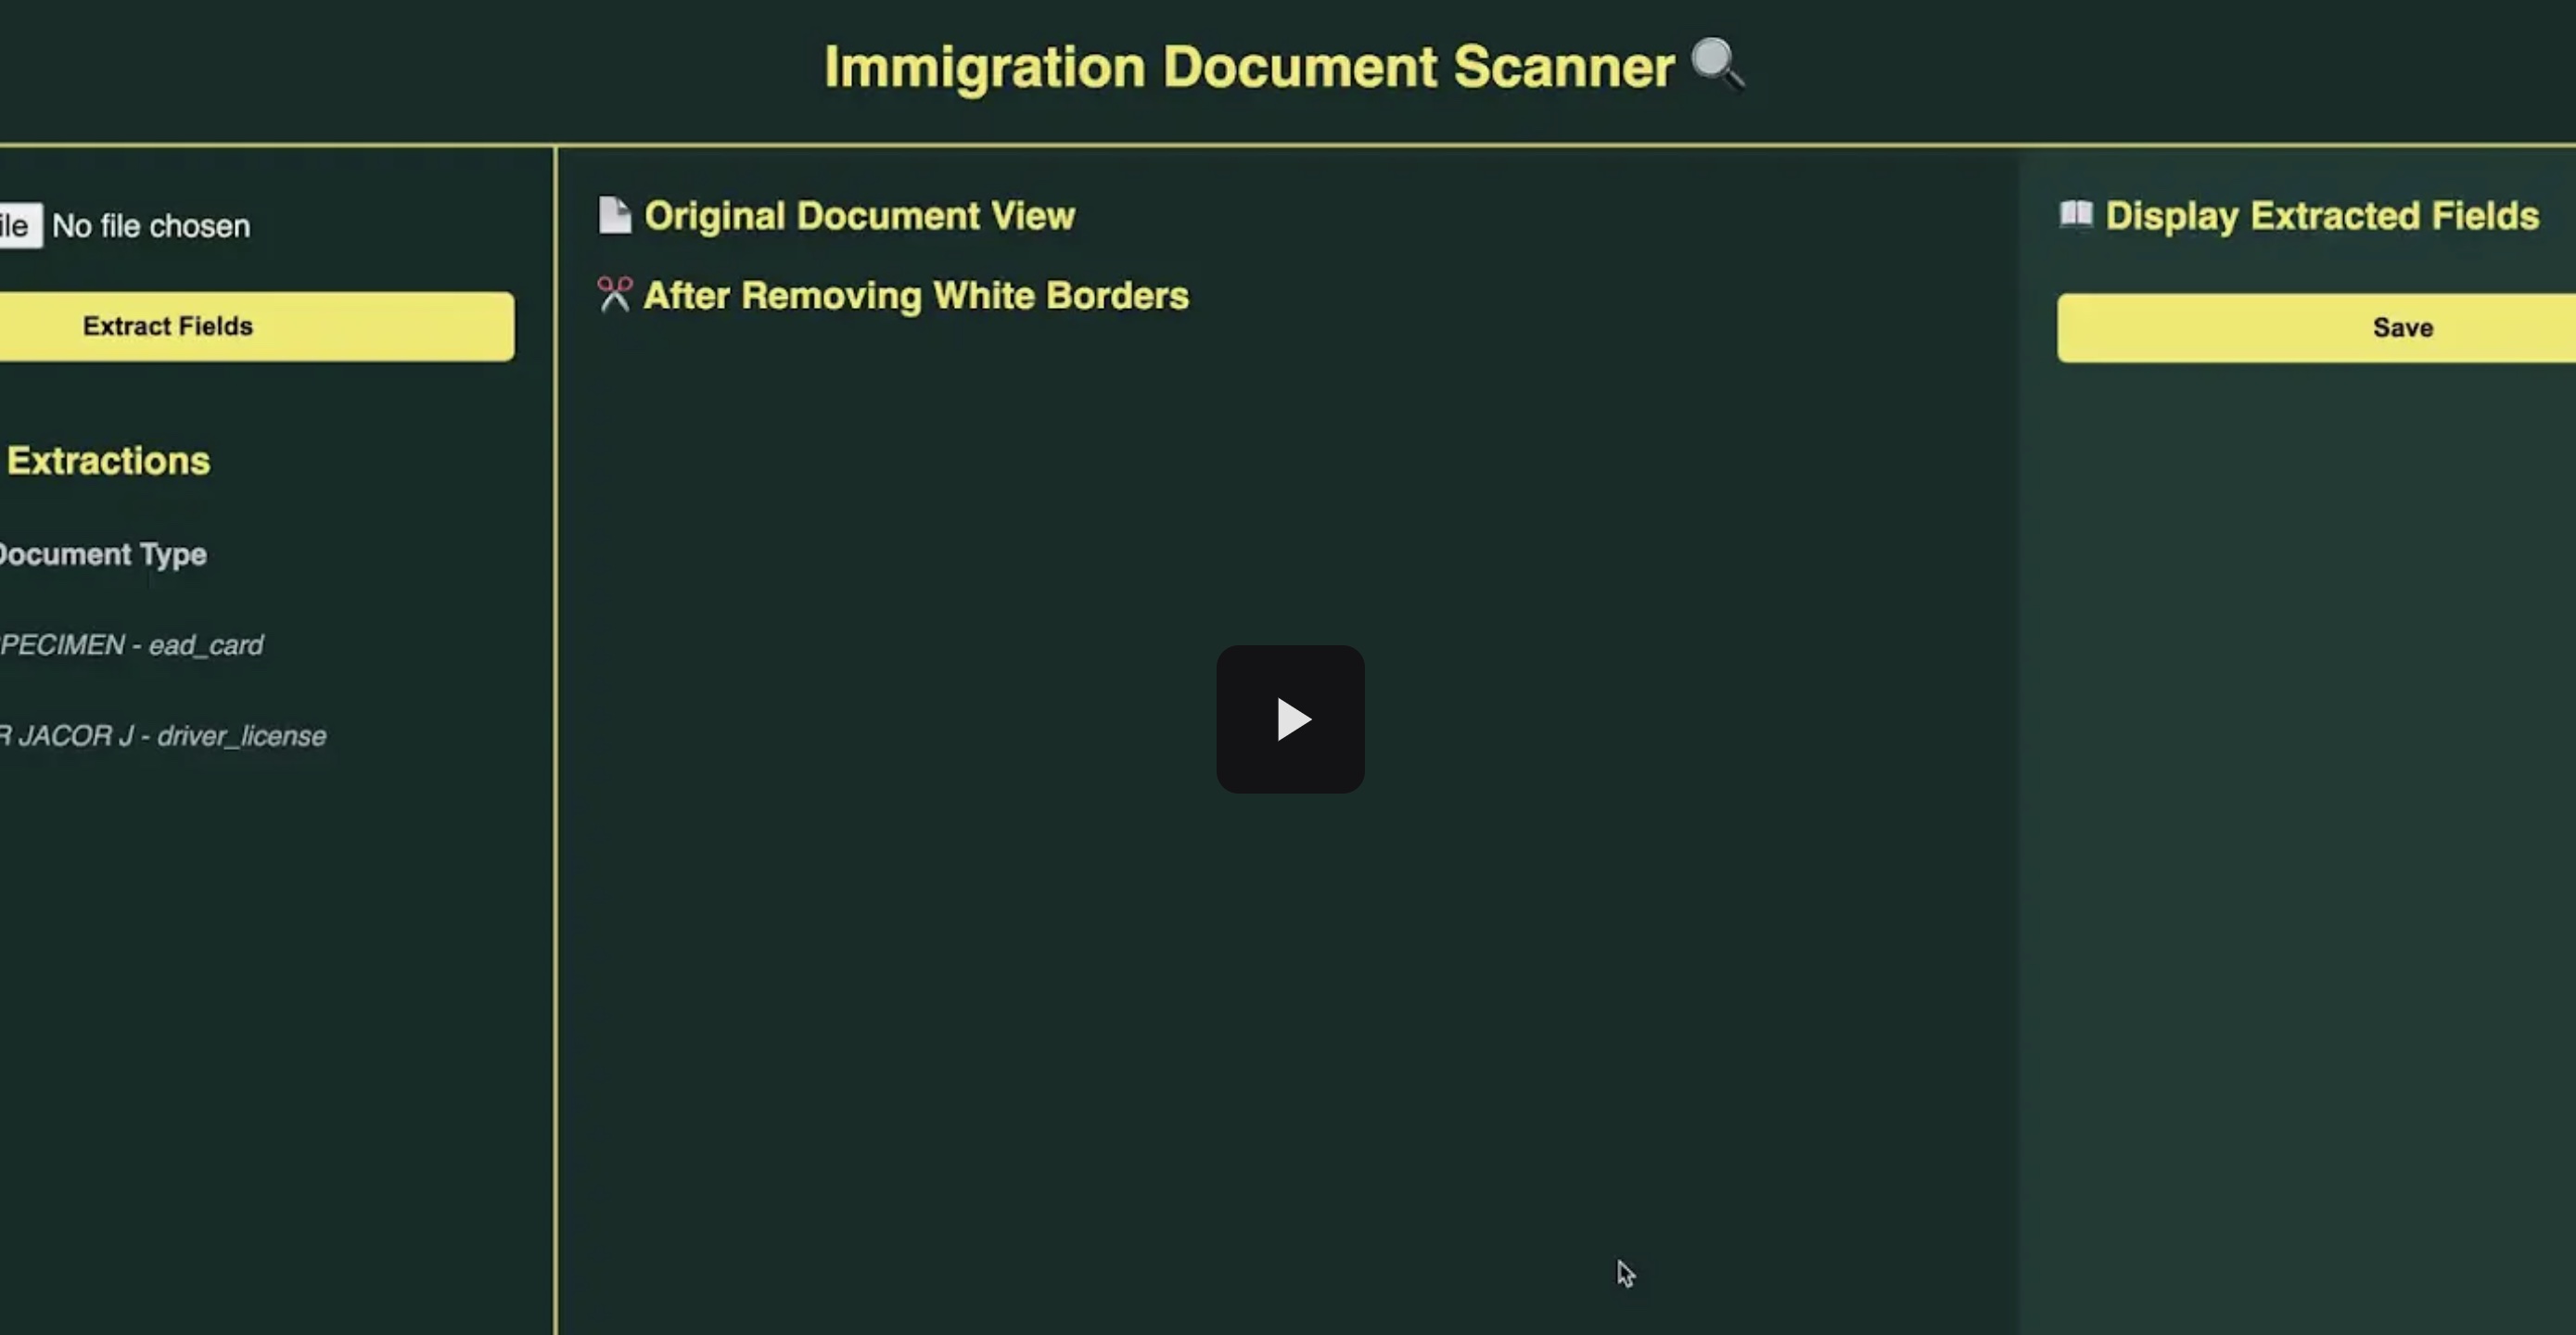 Immigration Document Scanner
ile No file chosen
Extract Fields
Extractions
Document Type
PECIMEN - ead_card
R JACOR J - driver_license
Original Document View
After Removing White Borders
Display Extracted Fields
Save